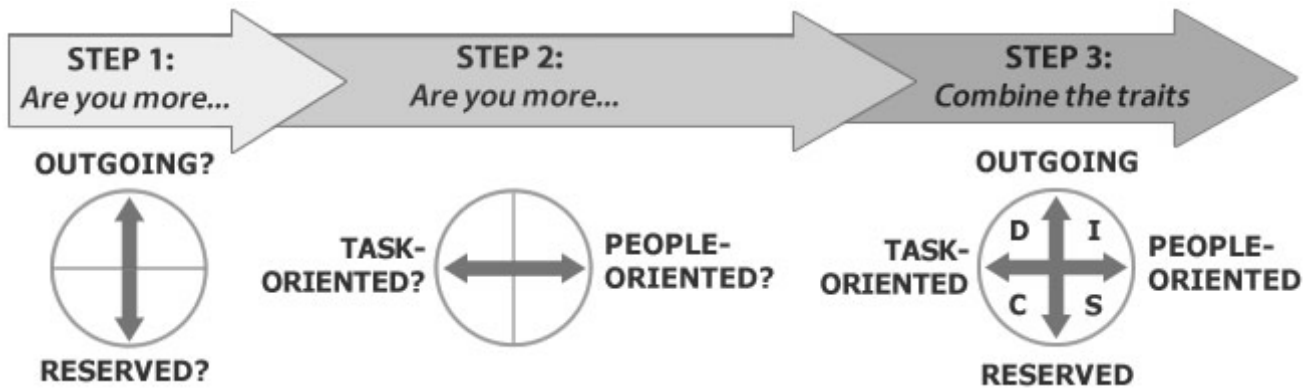 STEP 1:
Are you more...
STEP 2:
Are you more...
STEP 3:
Combine the traits
OUTGOING?
RESERVED?
TASK-
ORIENTED?
PEOPLE-
ORIENTED?
OUTGOING
TASK-
ORIENTED
D I
C S
PEOPLE-
ORIENTED
RESERVED